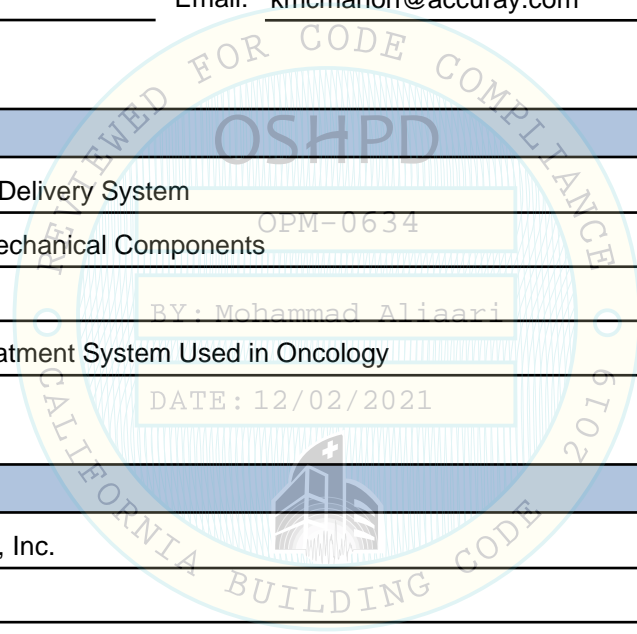 Email: kmcmahon@accuray.com
REVIEWED FOR CODE COMPLIANCE
OSHPD
Delivery System
OPM-0634
echanical Components
BY: Mohammad Aliaari
atment System Used in Oncology
DATE: 12/02/2021
, Inc.
CALIFORNIA BUILDING CODE 2019